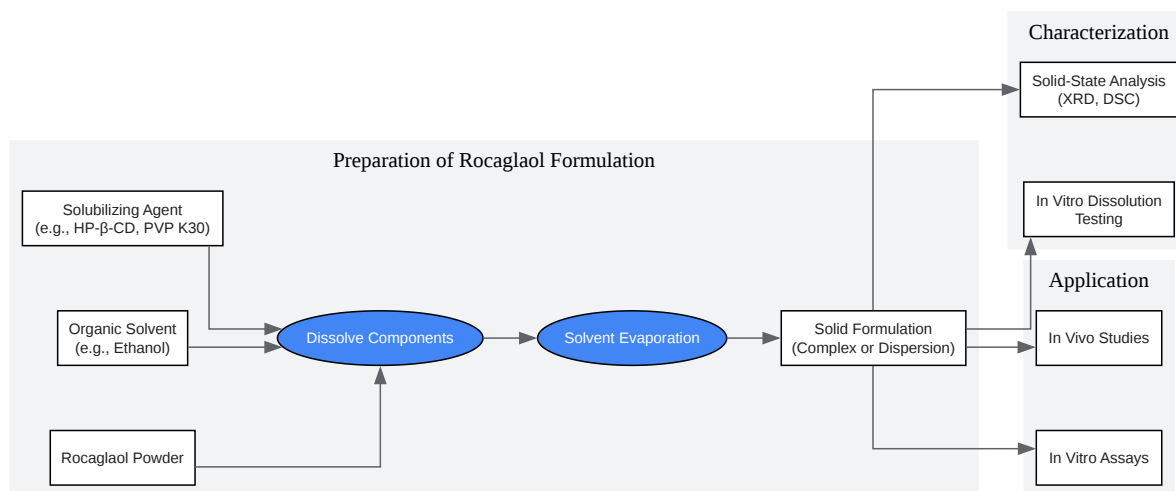 Characterization
Solid-State Analysis
(XRD, DSC)
In Vitro Dissolution
Testing
Preparation of Rocaglaol Formulation
Solubilizing Agent
(e.g., HP-β-CD, PVP K30)
Organic Solvent
(e.g., Ethanol)
Rocaglaol Powder
Dissolve Components
Solvent Evaporation
Solid Formulation
(Complex or Dispersion)
Application
In Vivo Studies
In Vitro Assays